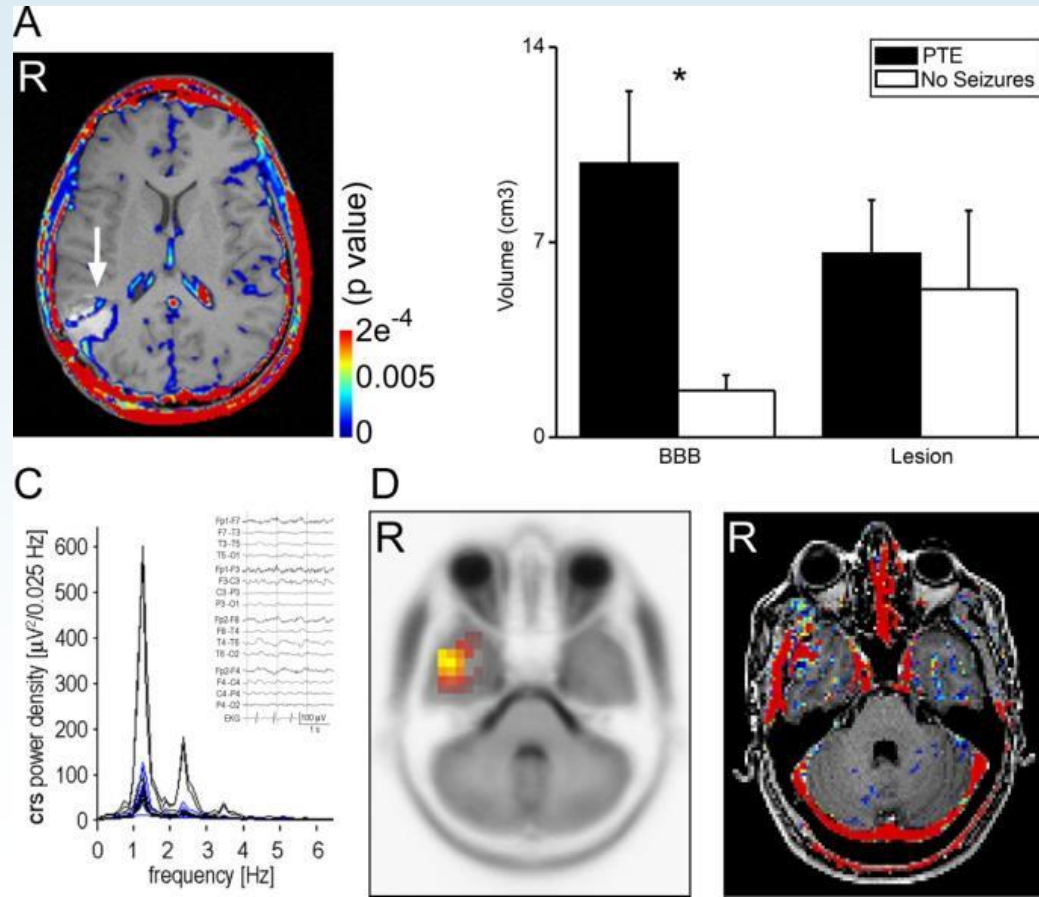 A
R
(p value)
2e-4
0.005
0
14
7
0
Volume (cm3)
*
PTE
No Seizures
BBB
Lesion
C
crs power density [µV²/0.025 Hz]
600
500
400
300
200
100
0
0 1 2 3 4 5 6
frequency [Hz]
Fp1-F7
F7-T3
T3-T5
T5-O1
Fp1-P3
F3-C3
C3-P3
P3-O1
Fp2-F8
F8-T4
T4-T6
T6-O2
Fp2-F4
F4-C4
C4-P4
P4-O2
EKG
100 µV
1 s
D
R
R